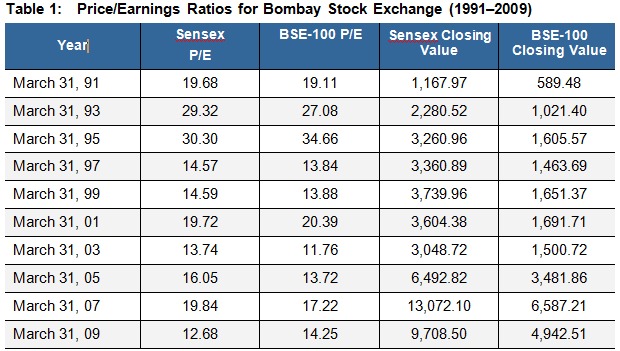 Table 1: Price/Earnings Ratios for Bombay Stock Exchange (1991–2009)
Year Sensex P/E BSE-100 P/E Sensex Closing Value BSE-100 Closing Value
March 31, 91 19.68 19.11 1,167.97 589.48
March 31, 93 29.32 27.08 2,280.52 1,021.40
March 31, 95 30.30 34.66 3,260.96 1,605.57
March 31, 97 14.57 13.84 3,360.89 1,463.69
March 31, 99 14.59 13.88 3,739.96 1,651.37
March 31, 01 19.72 20.39 3,604.38 1,691.71
March 31, 03 13.74 11.76 3,048.72 1,500.72
March 31, 05 16.05 13.72 6,492.82 3,481.86
March 31, 07 19.84 17.22 13,072.10 6,587.21
March 31, 09 12.68 14.25 9,708.50 4,942.51